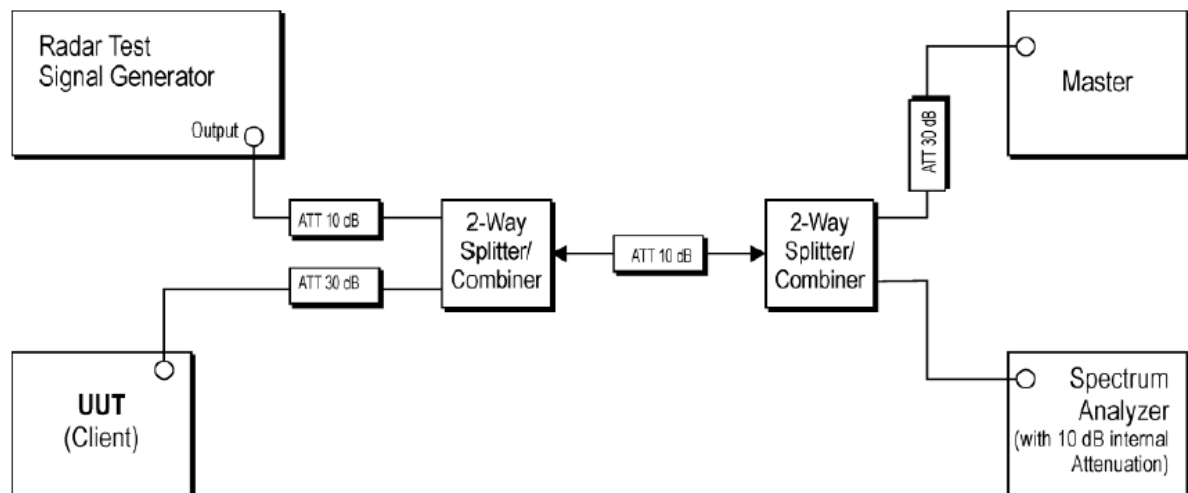 Radar Test
Signal Generator
Output
ATT 10 dB
ATT 30 dB
2-Way
Splitter/
Combiner
ATT 10 dB
2-Way
Splitter/
Combiner
ATT 30 dB
Master
UUT
(Client)
Spectrum
Analyzer
(with 10 dB internal
Attenuation)